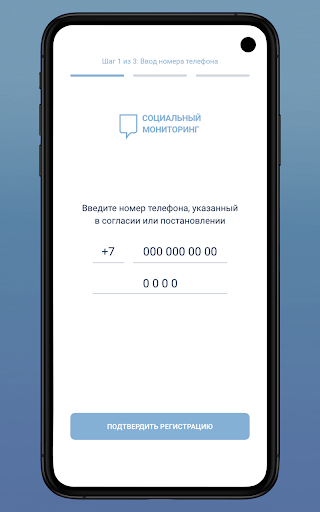 Шаг 1 из 3: Ввод номера телефона
СОЦИАЛЬНЫЙ
МОНИТОРИНГ
Введите номер телефона, указанный
в согласии или постановлении
+7 000 000 00 00
0 0 0 0
ПОДТВЕРДИТЬ РЕГИСТРАЦИЮ